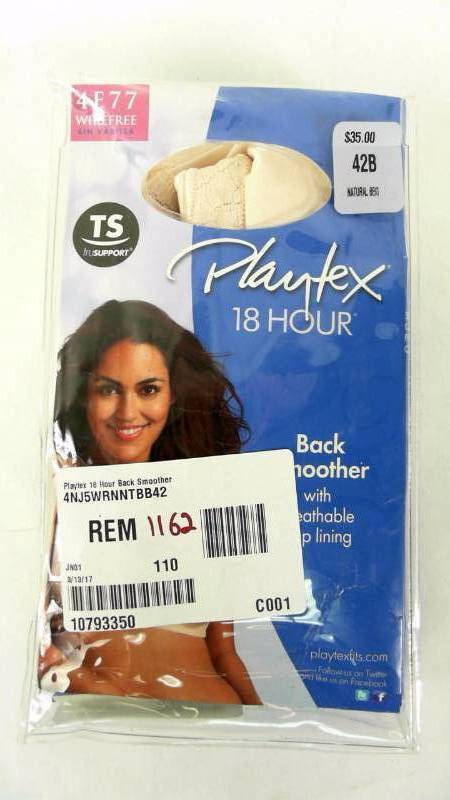 4E77
WIREFREE
SIN VARILLA
$35.00
42B
NATURAL BEIG
TS
truSUPPORT®
Playtex
18 HOUR
Back
moother
with
eathable
p lining
Playtex 18 Hour Back Smoother
4NJ5WRNNTBB42
REM 1162
JN01
110
3/13/17
10793350
C001
playtexfits.com
Follow us on Twitter
and like us on Facebook